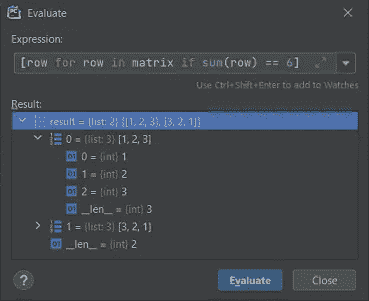 Evaluate
Expression:
[row for row in matrix if sum(row) == 6]
Use Ctrl+Shift+Enter to add to Watches
Result:
result = {list: 2} [[1, 2, 3], [3, 2, 1]]
0 = {list: 3} [1, 2, 3]
0 = {int} 1
1 = {int} 2
2 = {int} 3
__len__ = {int} 3
1 = {list: 3} [3, 2, 1]
__len__ = {int} 2
? Evaluate Close